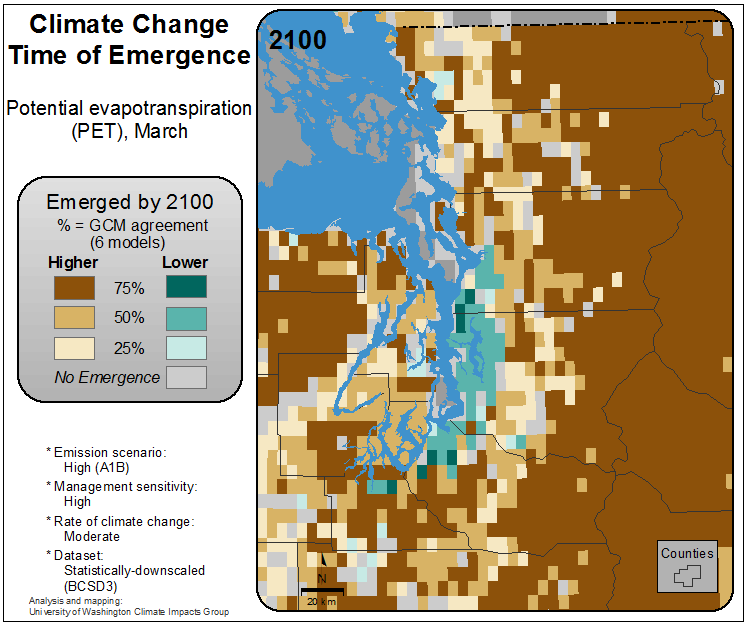 Climate Change
Time of Emergence
Potential evapotranspiration
(PET), March
Emerged by 2100
% = GCM agreement
(6 models)
Higher Lower
75%
50%
25%
No Emergence
* Emission scenario:
High (A1B)
* Management sensitivity:
High
* Rate of climate change:
Moderate
* Dataset:
Statistically-downscaled
(BCSD3)
Analysis and mapping:
University of Washington Climate Impacts Group
2100
N
20 km
Counties